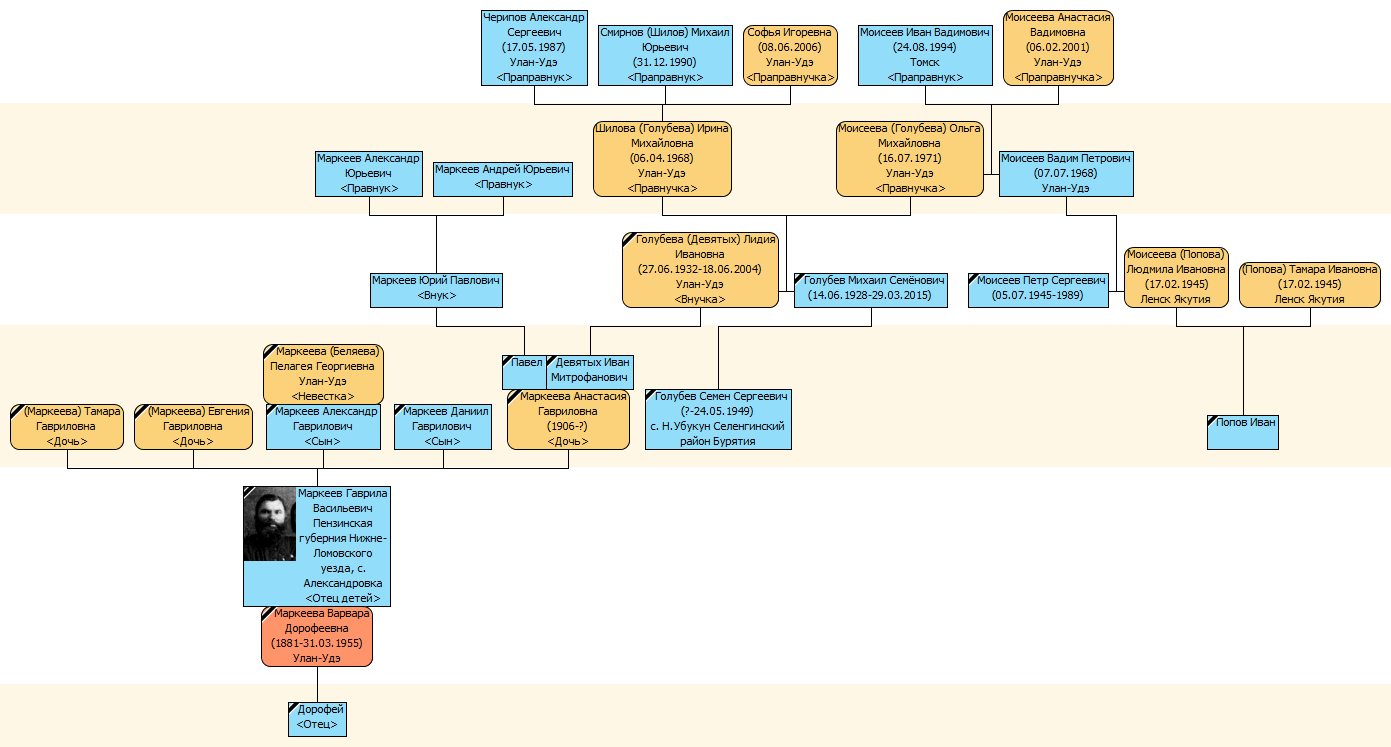 Черипов Александр
Сергеевич
(17.05.1987)
Улан-Удэ
<Праправнук>
Смирнов (Шилов) Михаил
Юрьевич
(31.12.1990)
<Праправнук>
Софья Игоревна
(08.06.2006)
Улан-Удэ
<Праправнучка>
Моисеев Иван Вадимович
(24.08.1994)
Томск
<Праправнук>
Моисеева Анастасия
Вадимовна
(06.02.2001)
Улан-Удэ
<Праправнучка>
Маркеев Александр
Юрьевич
<Правнук>
Маркеев Андрей Юрьевич
<Правнук>
Шилова (Голубева) Ирина
Михайловна
(06.04.1968)
Улан-Удэ
<Правнучка>
Моисеева (Голубева) Ольга
Михайловна
(16.07.1971)
Улан-Удэ
<Правнучка>
Моисеев Вадим Петрович
(07.07.1968)
Улан-Удэ
Маркеев Юрий Павлович
<Внук>
Голубева (Девятых) Лидия
Ивановна
(27.06.1932-18.06.2004)
Улан-Удэ
<Внучка>
Голубев Михаил Семёнович
(14.06.1928-29.03.2015)
Моисеев Петр Сергеевич
(05.07.1945-1989)
Моисеева (Попова)
Людмила Ивановна
(17.02.1945)
Ленск Якутия
(Попова) Тамара Ивановна
(17.02.1945)
Ленск Якутия
(Маркеева) Тамара
Гавриловна
<Дочь>
(Маркеева) Евгения
Гавриловна
<Дочь>
Маркеева (Беляева)
Пелагея Георгиевна
Улан-Удэ
<Невестка>
Маркеев Александр
Гаврилович
<Сын>
Маркеев Даниил
Гаврилович
<Сын>
Павел
Девятых Иван
Митрофанович
Маркеева Анастасия
Гавриловна
(1906-?)
<Дочь>
Голубев Семен Сергеевич
(?-24.05.1949)
с. Н.Убукун Селенгинский
район Бурятия
Попов Иван
Маркеев Гаврила
Васильевич
Пензинская
губерния Нижне-
Ломовского
уезда, с.
Александровка
<Отец детей>
Маркеева Варвара
Дорофеевна
(1881-31.03.1955)
Улан-Удэ
Дорофей
<Отец>